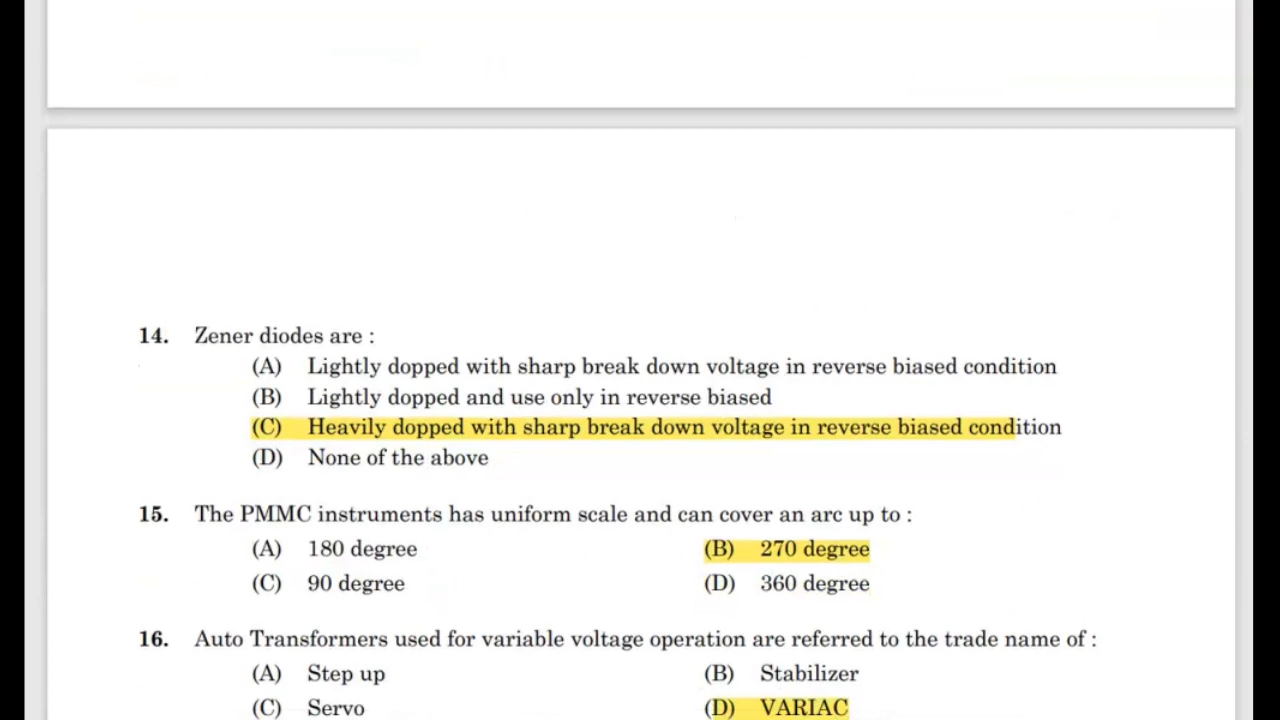 14. Zener diodes are :
(A) Lightly dopped with sharp break down voltage in reverse biased condition
(B) Lightly dopped and use only in reverse biased
(C) Heavily dopped with sharp break down voltage in reverse biased condition
(D) None of the above
15. The PMMC instruments has uniform scale and can cover an arc up to :
(A) 180 degree (B) 270 degree
(C) 90 degree (D) 360 degree
16. Auto Transformers used for variable voltage operation are referred to the trade name of :
(A) Step up (B) Stabilizer
(C) Servo (D) VARIAC